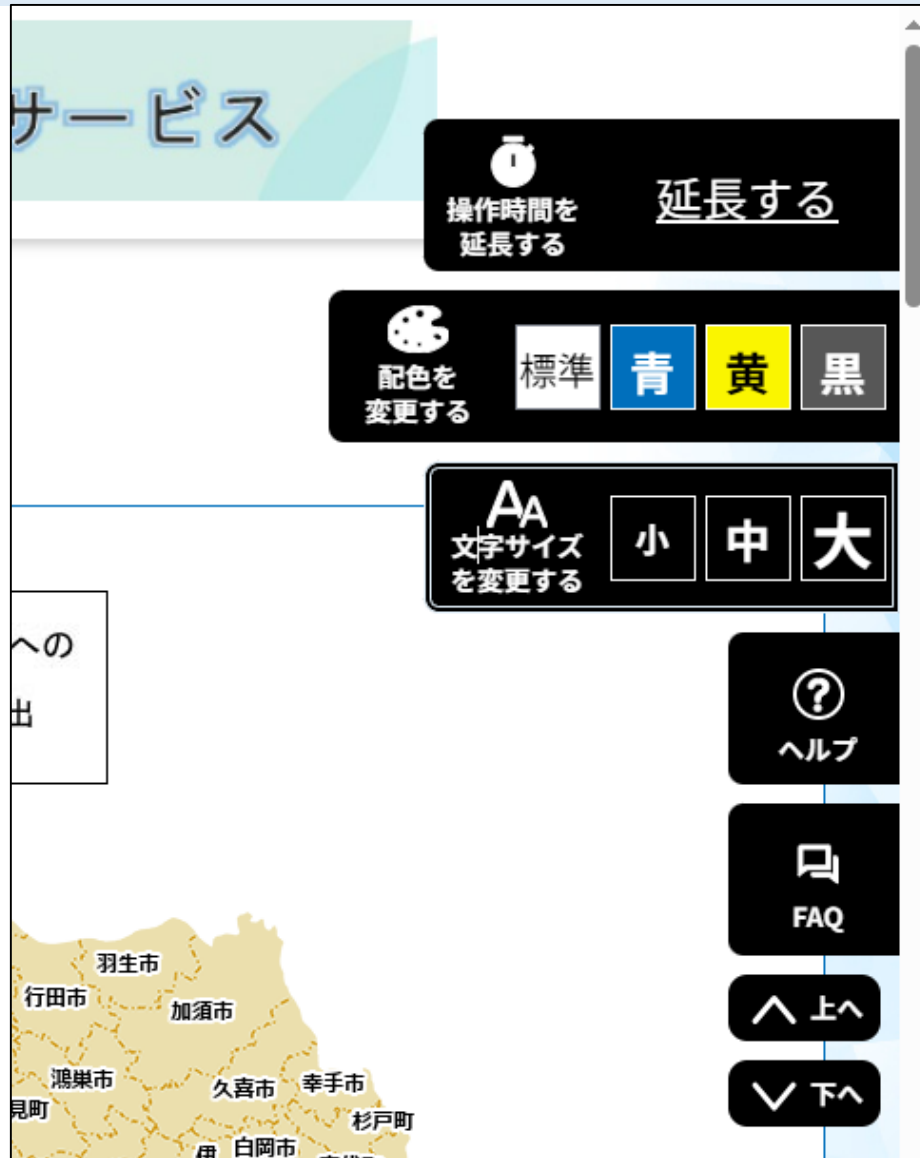 サービス
操作時間を
延長する
延長する
配色を
変更する
標準
青
黄
黒
文字サイズ
を変更する
小
中
大
への
出
ヘルプ
FAQ
羽生市
行田市
加須市
上へ
鴻巣市
久喜市
幸手市
見町
杉戸町
下へ
白岡市